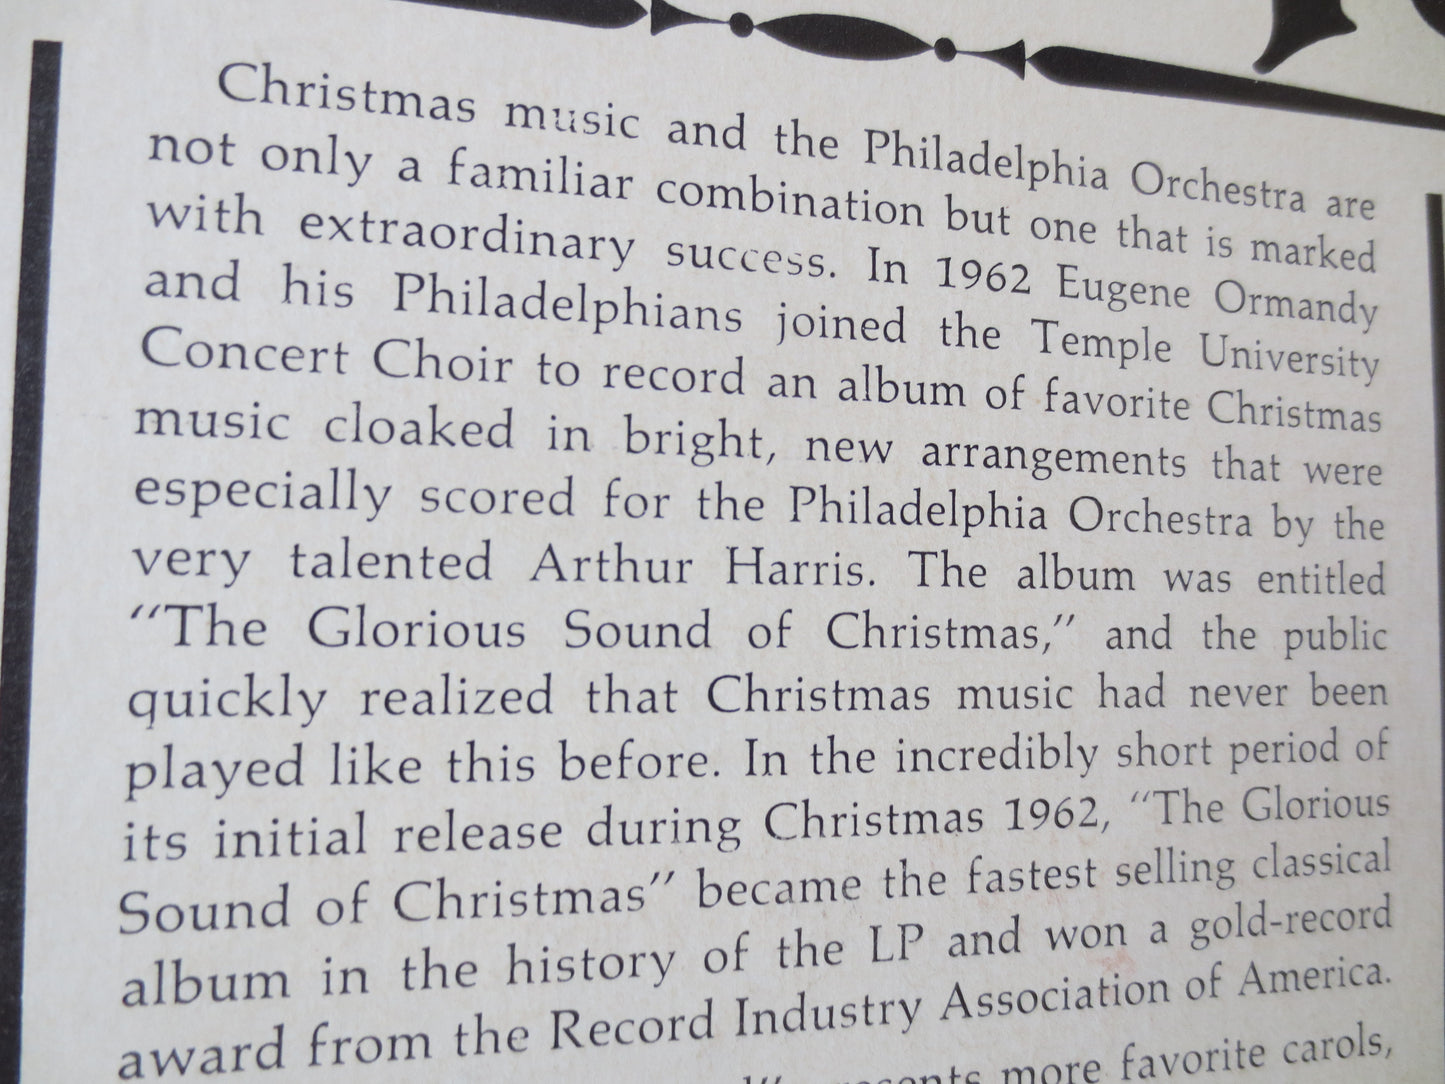 Christmas music and the Philadelphia Orchestra are
not only a familiar combination but one that is marked
with extraordinary success. In 1962 Eugene Ormandy
and his Philadelphians joined the Temple University
Concert Choir to record an album of favorite Christmas
music cloaked in bright, new arrangements that were
especially scored for the Philadelphia Orchestra by the
very talented Arthur Harris. The album was entitled
“The Glorious Sound of Christmas,” and the public
quickly realized that Christmas music had never been
played like this before. In the incredibly short period of
its initial release during Christmas 1962, “The Glorious
Sound of Christmas” became the fastest selling classical
album in the history of the LP and won a gold-record
award from the Record Industry Association of America.
more favorite carols,